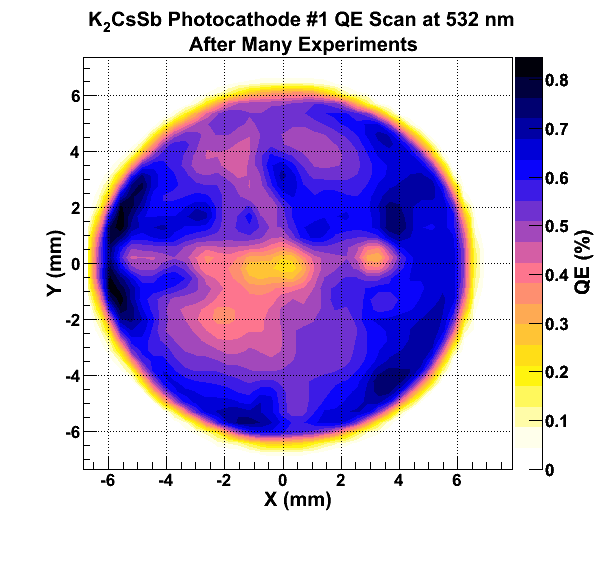 K2CsSb Photocathode #1 QE Scan at 532 nm
After Many Experiments
6
4
2
0
-2
-4
-6
Y (mm)
-6 -4 -2 0 2 4 6
X (mm)
0.8
0.7
0.6
0.5
0.4
0.3
0.2
0.1
0
QE (%)